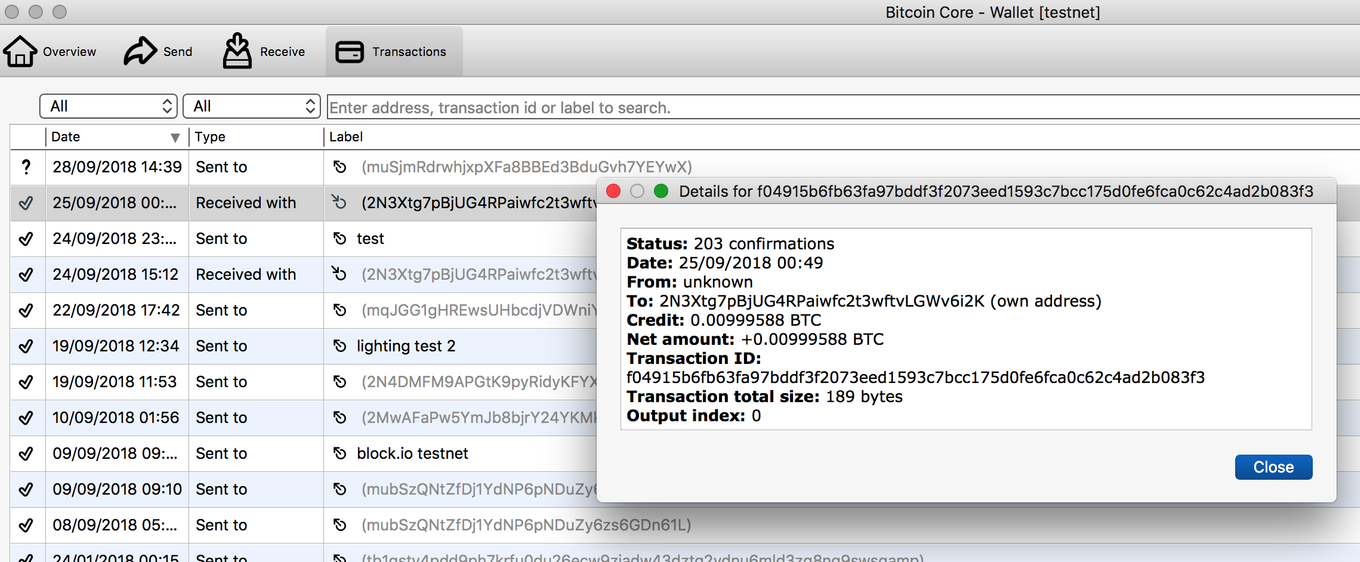 Bitcoin Core - Wallet [testnet]
Overview Send Receive Transactions
All All Enter address, transaction id or label to search.
Date Type Label
? 28/09/2018 14:39 Sent to (muSjmRdrwhjxpXFa8BBEd3BduGvh7YEYwX)
25/09/2018 00:... Received with (2N3Xtg7pBjUG4RPaiwfc2t3wftv
24/09/2018 23:... Sent to test
24/09/2018 15:12 Received with (2N3Xtg7pBjUG4RPaiwfc2t3wftv
22/09/2018 17:42 Sent to (mqJGG1gHREwsUHbcdjVDWniY
19/09/2018 12:34 Sent to lighting test 2
19/09/2018 11:53 Sent to (2N4DMFM9APGtK9pyRidyKFYX
10/09/2018 01:56 Sent to (2MwAFaPw5YmJb8bjrY24YKM
09/09/2018 09:... Sent to block.io testnet
09/09/2018 09:10 Sent to (mubSzQNtZfDj1YdNP6pNDuZy6
08/09/2018 05:... Sent to (mubSzQNtZfDj1YdNP6pNDuZy6zs6GDn61L)
24/01/2018 00:15 Sent to
Details for f04915b6fb63fa97bddf3f2073eed1593c7bcc175d0fe6fca0c62c4ad2b083f3
Status: 203 confirmations
Date: 25/09/2018 00:49
From: unknown
To: 2N3Xtg7pBjUG4RPaiwfc2t3wftvLGWv6i2K (own address)
Credit: 0.00999588 BTC
Net amount: +0.00999588 BTC
Transaction ID:
f04915b6fb63fa97bddf3f2073eed1593c7bcc175d0fe6fca0c62c4ad2b083f3
Transaction total size: 189 bytes
Output index: 0
Close